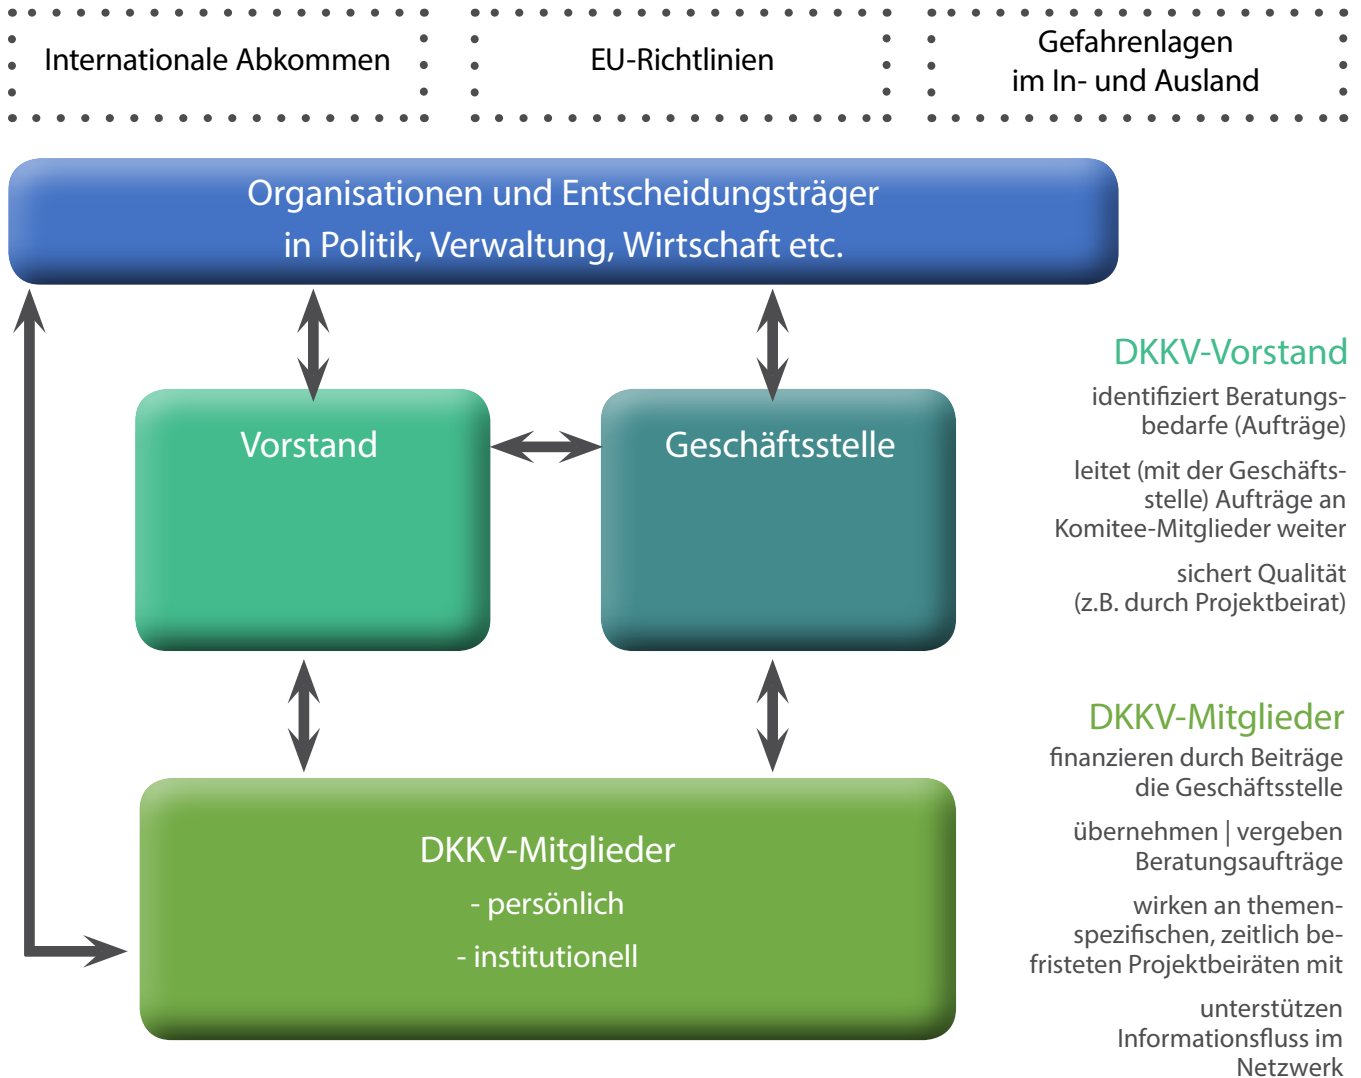 Internationale Abkommen
EU-Richtlinien
Gefahrenlagen
im In- und Ausland
Organisationen und Entscheidungsträger
in Politik, Verwaltung, Wirtschaft etc.
Vorstand
Geschäftsstelle
DKKV-Mitglieder
- persönlich
- institutionell
DKKV-Vorstand
identifiziert Beratungs-
bedarfe (Aufträge)
leitet (mit der Geschäfts-
stelle) Aufträge an
Komitee-Mitglieder weiter
sichert Qualität
(z.B. durch Projektbeirat)
DKKV-Mitglieder
finanzieren durch Beiträge
die Geschäftsstelle
übernehmen | vergeben
Beratungsaufträge
wirken an themen-
spezifischen, zeitlich be-
fristeten Projektbeiräten mit
unterstützen
Informationsfluss im
Netzwerk